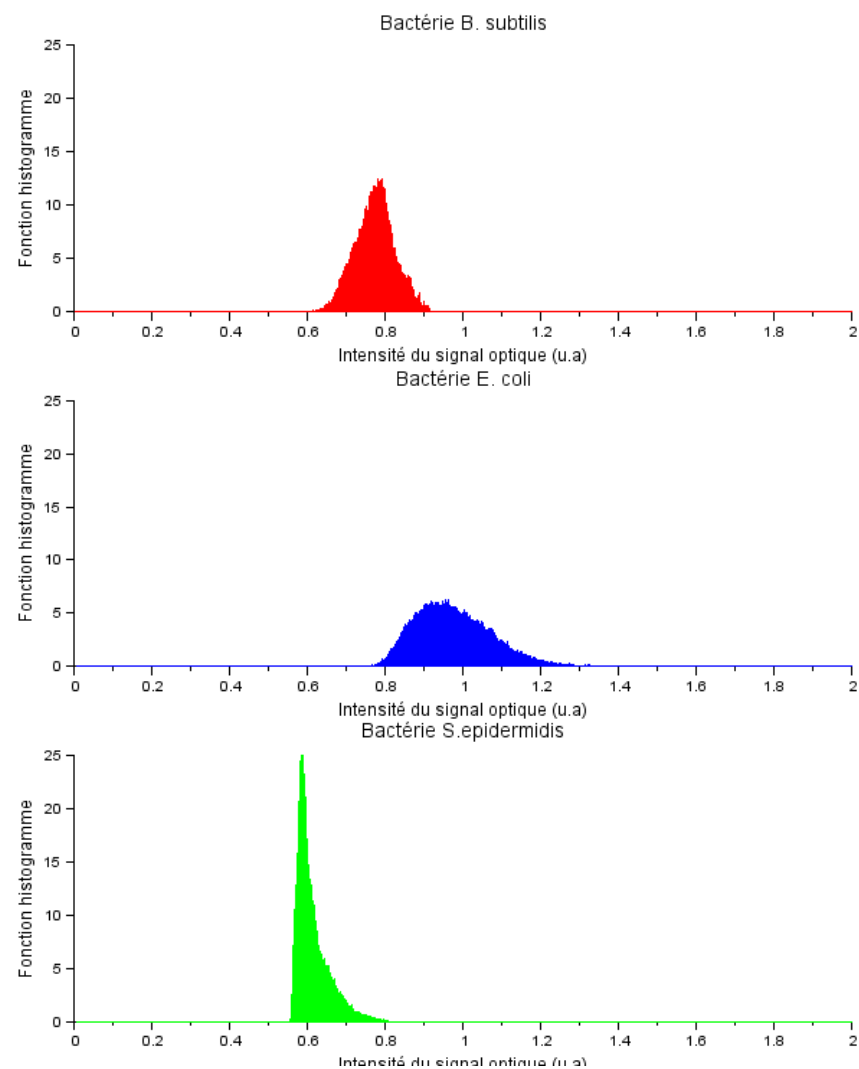 Bactérie B. subtilis
25
20
15
10
5
0
Fonction histogramme
0 0.2 0.4 0.6 0.8 1 1.2 1.4 1.6 1.8 2
Intensité du signal optique (u.a)
Bactérie E. coli
25
20
15
10
5
0
Fonction histogramme
0 0.2 0.4 0.6 0.8 1 1.2 1.4 1.6 1.8 2
Intensité du signal optique (u.a)
Bactérie S.epidermidis
25
20
15
10
5
0
Fonction histogramme
0 0.2 0.4 0.6 0.8 1 1.2 1.4 1.6 1.8 2
Intensité du signal optique (u.a)